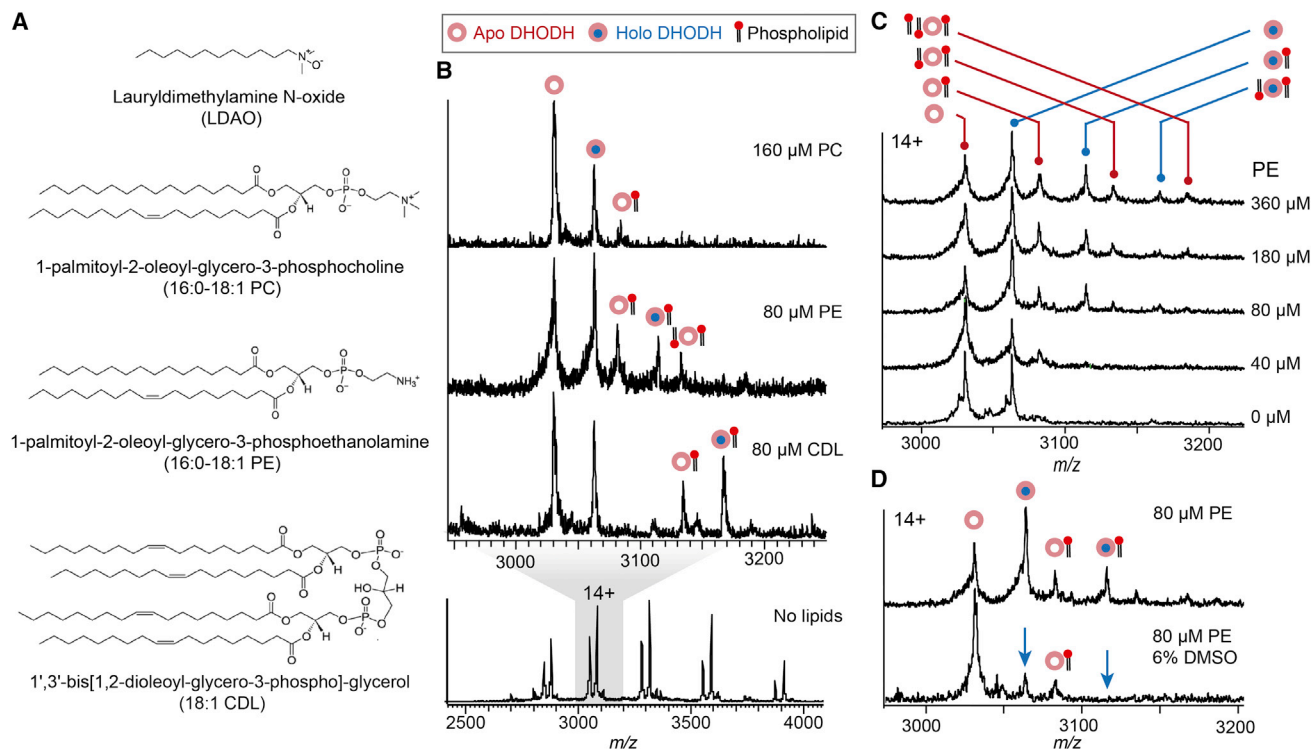 A
Lauryldimethylamine N-oxide
(LDAO)
1-palmitoyl-2-oleoyl-glycero-3-phosphocholine
(16:0-18:1 PC)
1-palmitoyl-2-oleoyl-glycero-3-phosphoethanolamine
(16:0-18:1 PE)
1',3'-bis[1,2-dioleoyl-glycero-3-phospho]-glycerol
(18:1 CDL)
Apo DHODH Holo DHODH Phospholipid
B
160 µM PC
80 µM PE
80 µM CDL
3000 3100 3200
14+
No lipids
2500 3000 3500 4000
m/z
C
14+
PE
360 µM
180 µM
80 µM
40 µM
0 µM
3000 3100 3200
m/z
D
14+
80 µM PE
80 µM PE
6% DMSO
3000 3100 3200
m/z